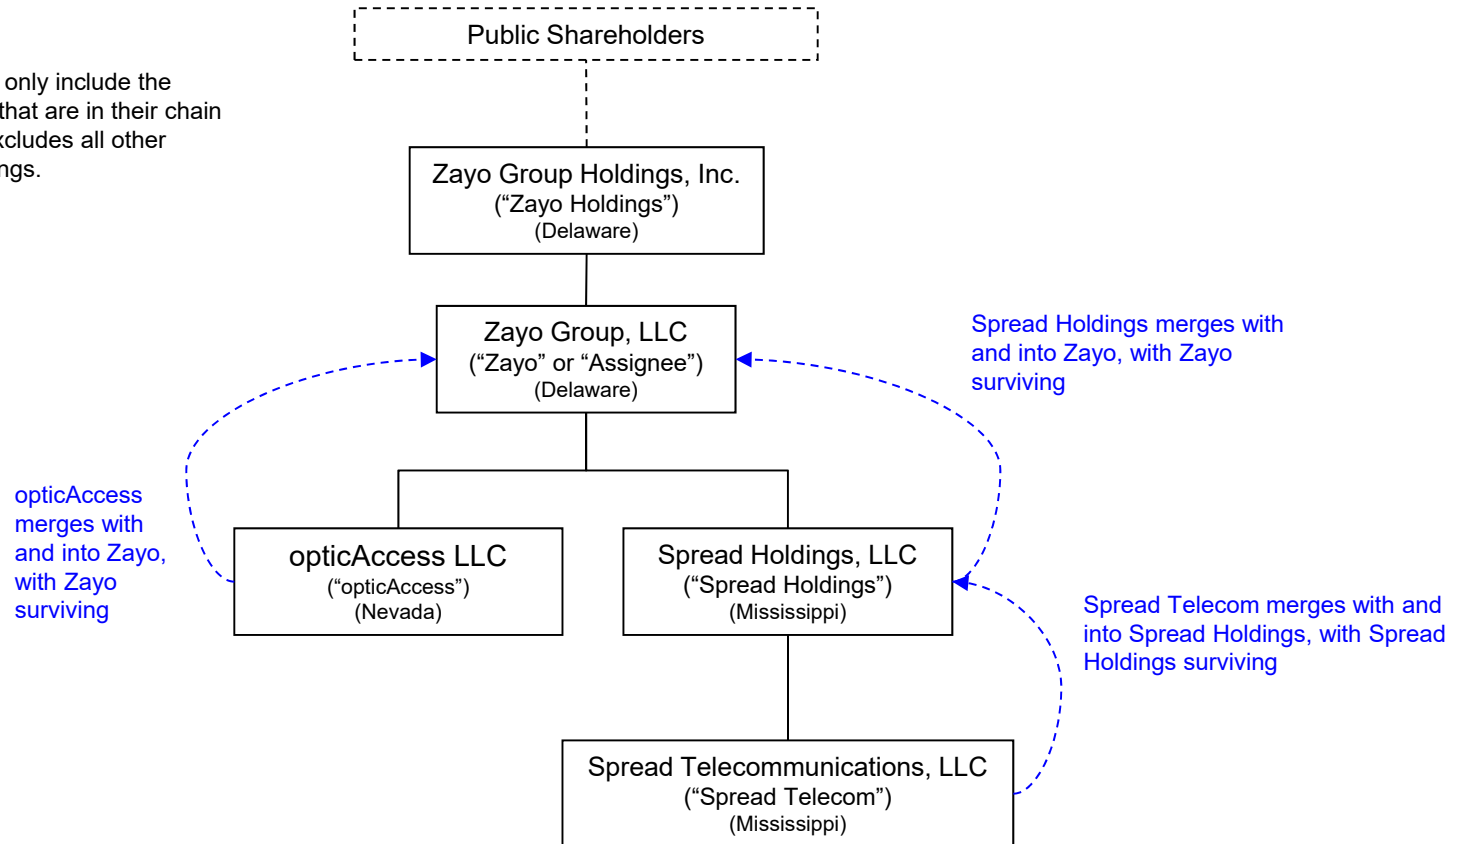 Public Shareholders
only include the
that are in their chain
xcludes all other
ngs.
Zayo Group Holdings, Inc.
(“Zayo Holdings”)
(Delaware)
Zayo Group, LLC
(“Zayo” or “Assignee”)
(Delaware)
Spread Holdings merges with
and into Zayo, with Zayo
surviving
opticAccess
merges with
and into Zayo,
with Zayo
surviving
opticAccess LLC
(“opticAccess”)
(Nevada)
Spread Holdings, LLC
(“Spread Holdings”)
(Mississippi)
Spread Telecom merges with and
into Spread Holdings, with Spread
Holdings surviving
Spread Telecommunications, LLC
(“Spread Telecom”)
(Mississippi)